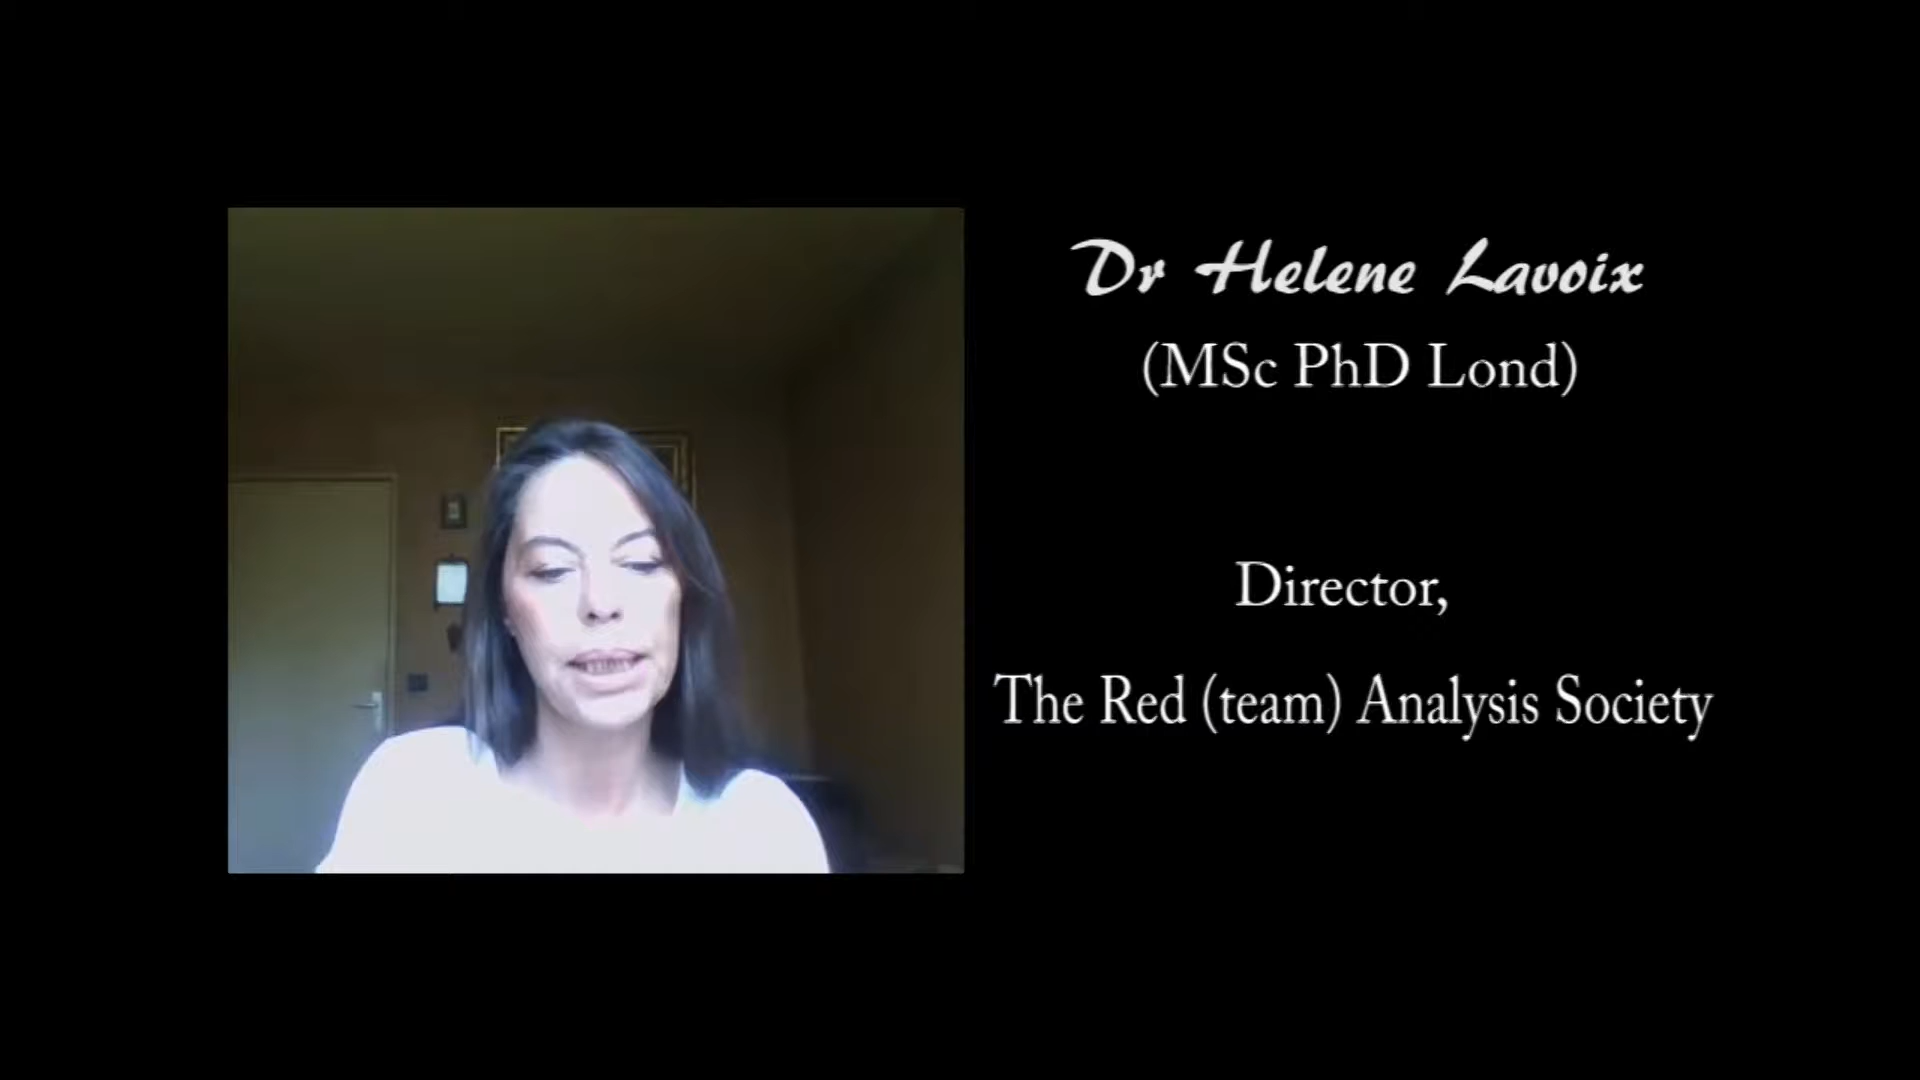 Dr Helene Lavoix
(MSc PhD Lond)
Director,
The Red (team) Analysis Society